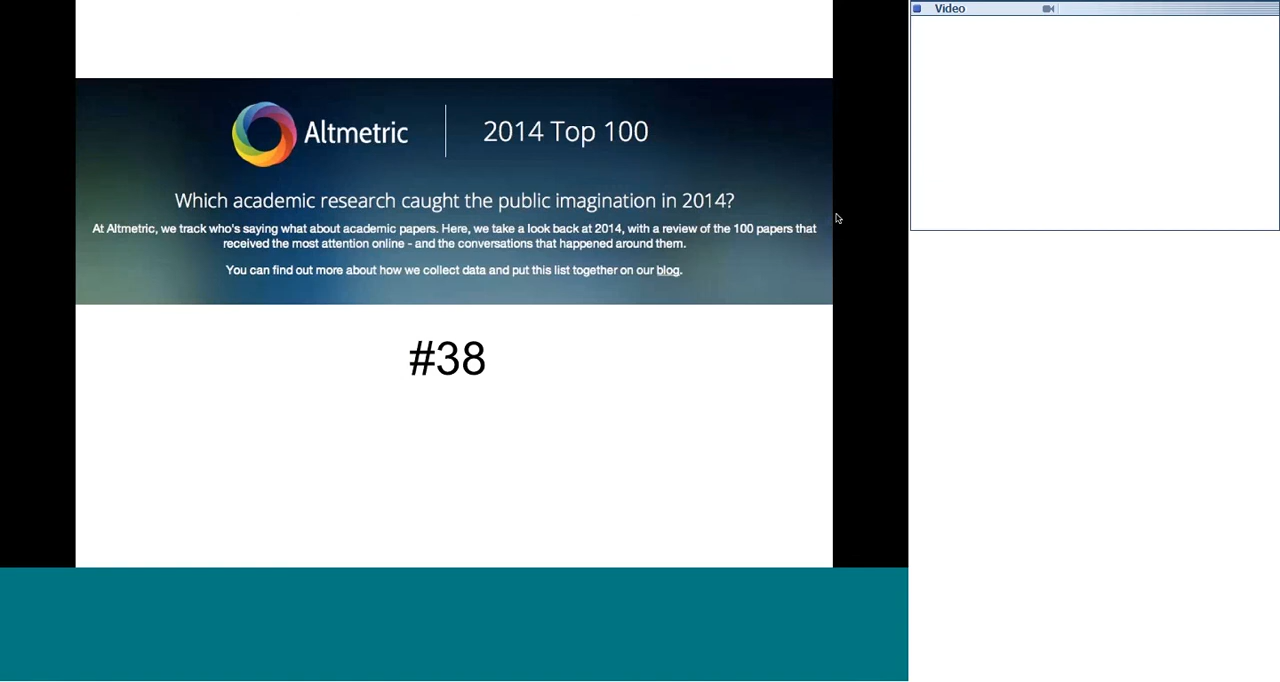 Video
Altmetric
2014 Top 100
Which academic research caught the public imagination in 2014?
At Altmetric, we track who's saying what about academic papers. Here, we take a look back at 2014, with a review of the 100 papers that
received the most attention online - and the conversations that happened around them.
You can find out more about how we collect data and put this list together on our blog.
#38